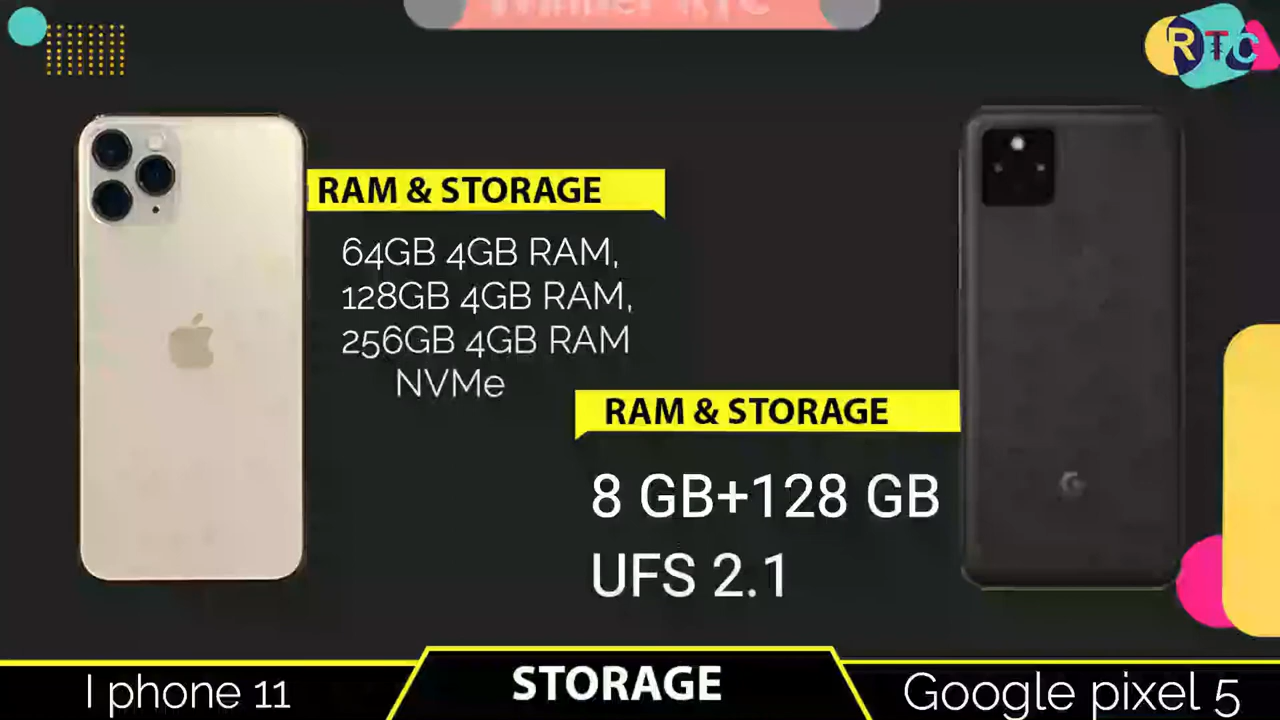 RTC
RAM & STORAGE
64GB 4GB RAM,
128GB 4GB RAM,
256GB 4GB RAM
NVMe
RAM & STORAGE
8 GB+128 GB
UFS 2.1
I phone 11
STORAGE
Google pixel 5